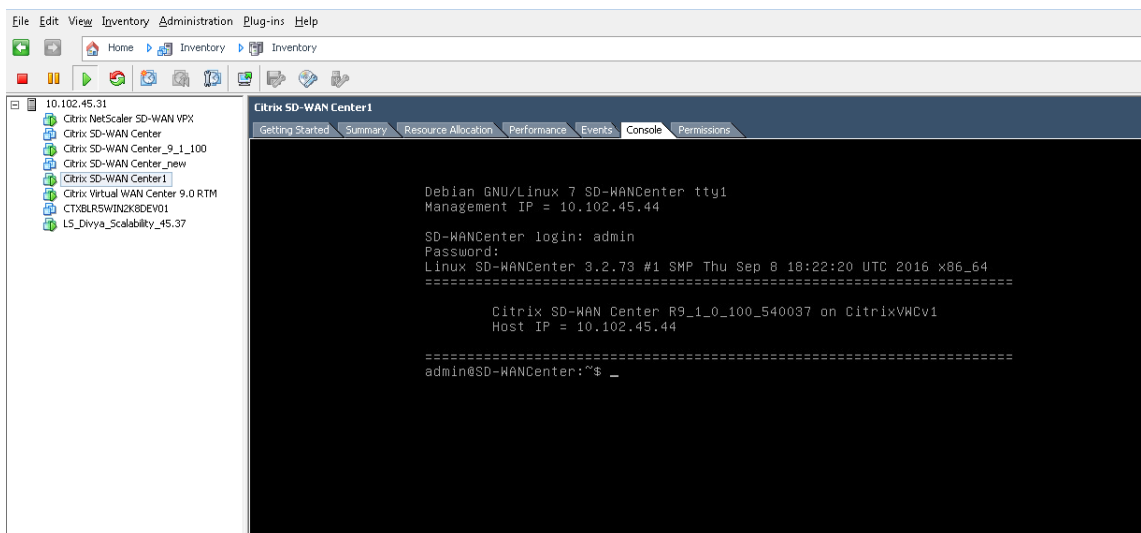 File Edit View Inventory Administration Plug-ins Help
Home Inventory Inventory
10.102.45.31
Citrix NetScaler SD-WAN VPX
Citrix SD-WAN Center
Citrix SD-WAN Center_9_1_100
Citrix SD-WAN Center_new
Citrix SD-WAN Center1
Citrix Virtual WAN Center 9.0 RTM
CTXBLR5WIN2K8DEV01
LS_Divya_Scalability_45.37
Citrix SD-WAN Center1
Getting Started Summary Resource Allocation Performance Events Console Permissions
Debian GNU/Linux 7 SD-WANCenter tty1
Management IP = 10.102.45.44
SD-WANCenter login: admin
Password:
Linux SD-WANCenter 3.2.73 #1 SMP Thu Sep 8 18:22:20 UTC 2016 x86_64
======================================================================
Citrix SD-WAN Center R9_1_0_100_540037 on CitrixVWCv1
Host IP = 10.102.45.44
======================================================================
admin@SD-WANCenter:~$ _